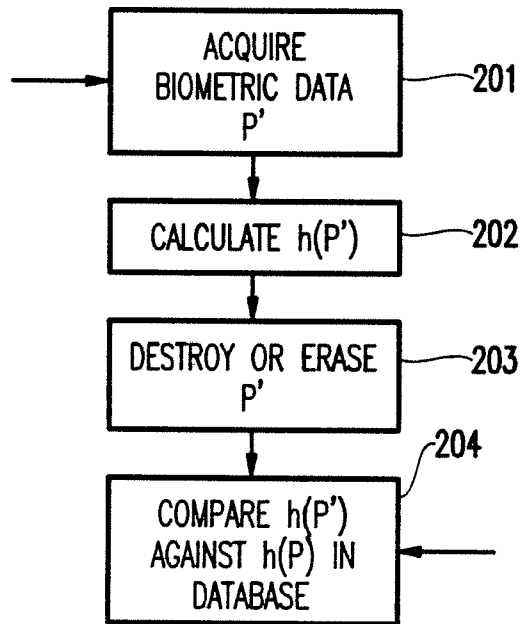 ACQUIRE
BIOMETRIC DATA
P'
201
CALCULATE h(P')
202
DESTROY OR ERASE
P'
203
204
COMPARE h(P')
AGAINST h(P) IN
DATABASE